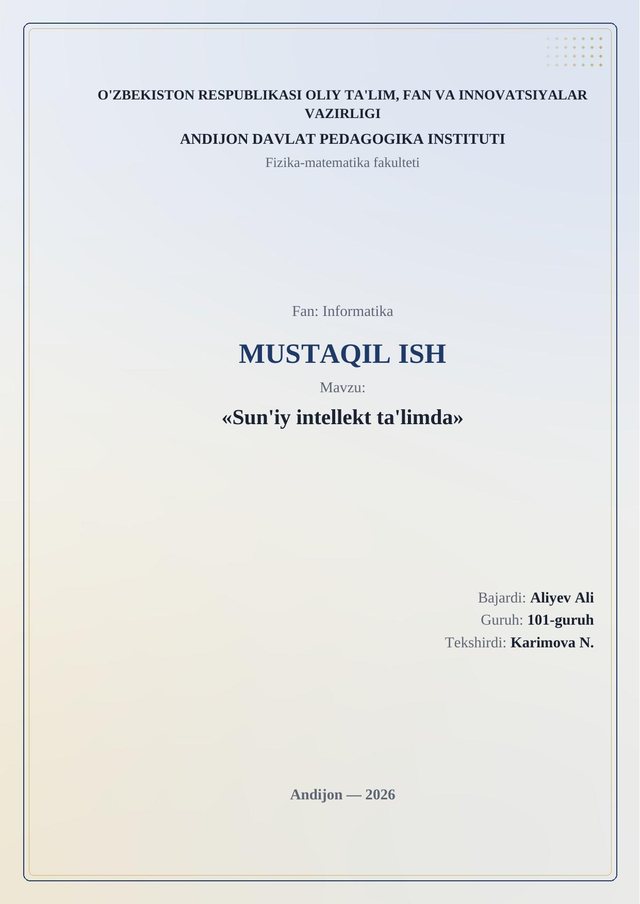 O'ZBEKISTON RESPUBLIKASI OLIY TA'LIM, FAN VA INNOVATSIYALAR
VAZIRLIGI
ANDIJON DAVLAT PEDAGOGIKA INSTITUTI
Fizika-matematika fakulteti
Fan: Informatika
MUSTAQIL ISH
Mavzu:
«Sun'iy intellekt ta'limda»
Bajardi: Aliyev Ali
Guruh: 101-guruh
Tekshirdi: Karimova N.
Andijon — 2026